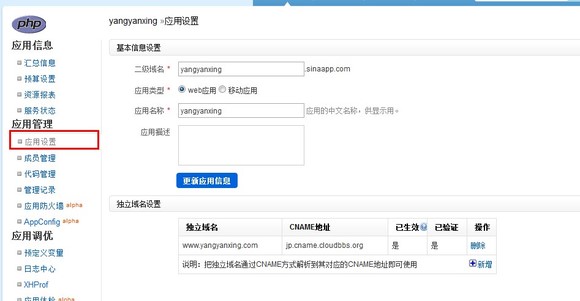 php
yangyanxing »应用设置
应用信息
汇总信息
预算设置
资源报表
服务状态
应用管理
应用设置
成员管理
代码管理
管理记录
应用防火墙 alpha
AppConfig alpha
应用调优
预定义变量
日志中心
XHProf
应用体检 alpha
基本信息设置
二级域名 * yangyanxing .sinaapp.com
应用类型 * web应用 移动应用
应用名称 * yangyanxing 应用的中文名称，供显示用。
应用描述
更新应用信息
独立域名设置
独立域名 CNAME地址 已生效? 已验证 操作
www.yangyanxing.com jp.cname.cloudbbs.org 是 是 删除
说明：把独立域名通过CNAME方式解析到其对应的CNAME地址即可使用 新增